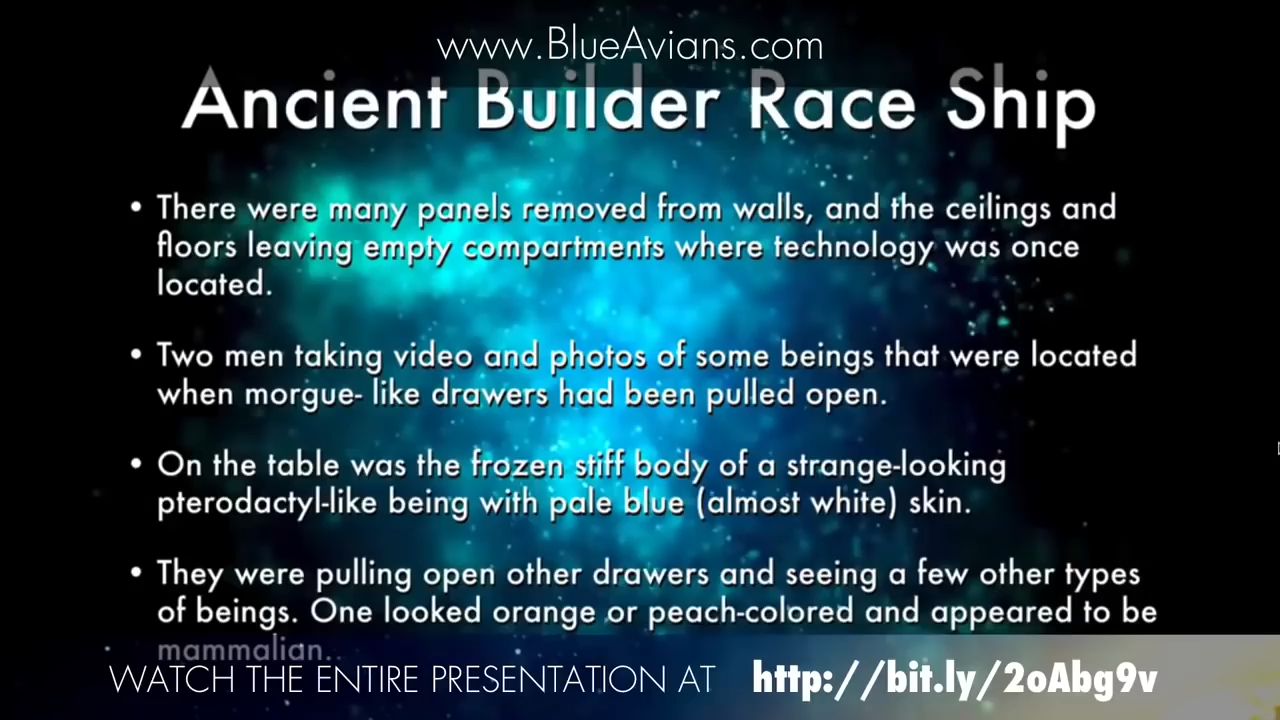 www.BlueAvians.com
Ancient Builder Race Ship
• There were many panels removed from walls, and the ceilings and
floors leaving empty compartments where technology was once
located.
• Two men taking video and photos of some beings that were located
when morgue- like drawers had been pulled open.
• On the table was the frozen stiff body of a strange-looking
pterodactyl-like being with pale blue (almost white) skin.
• They were pulling open other drawers and seeing a few other types
of beings. One looked orange or peach-colored and appeared to be
mammalian.
WATCH THE ENTIRE PRESENTATION AT http://bit.ly/2oAbg9v